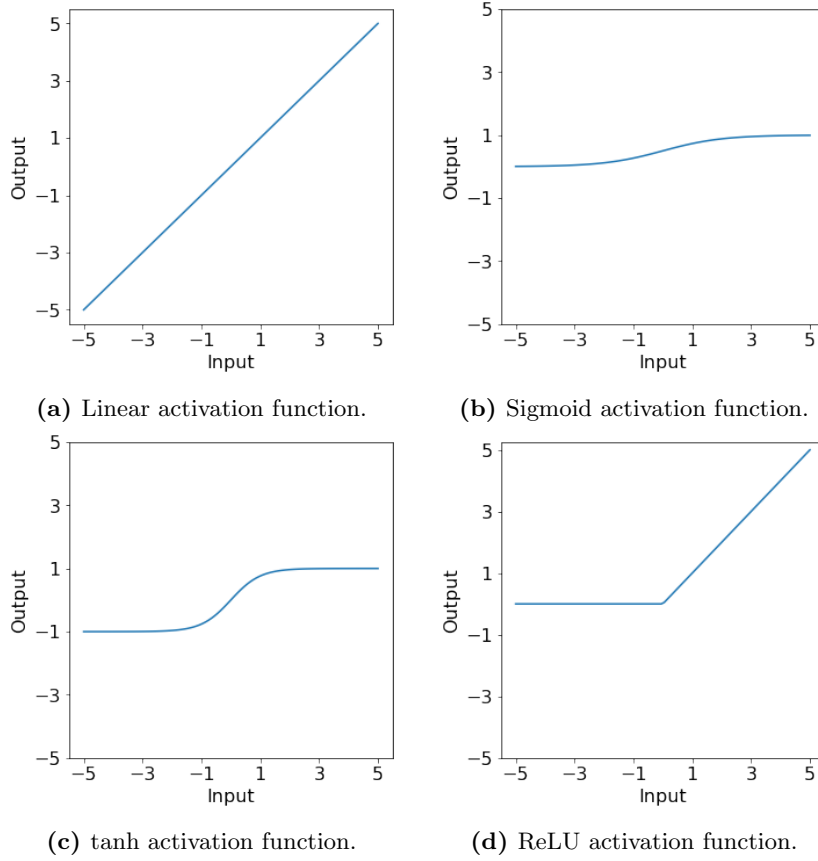 5
3
1
−1
−3
−5
Output
−5 −3 −1 1 3 5
Input
(a) Linear activation function.
5
3
1
−1
−3
−5
Output
−5 −3 −1 1 3 5
Input
(b) Sigmoid activation function.
5
3
1
−1
−3
−5
Output
−5 −3 −1 1 3 5
Input
(c) tanh activation function.
5
3
1
−1
−3
−5
Output
−5 −3 −1 1 3 5
Input
(d) ReLU activation function.